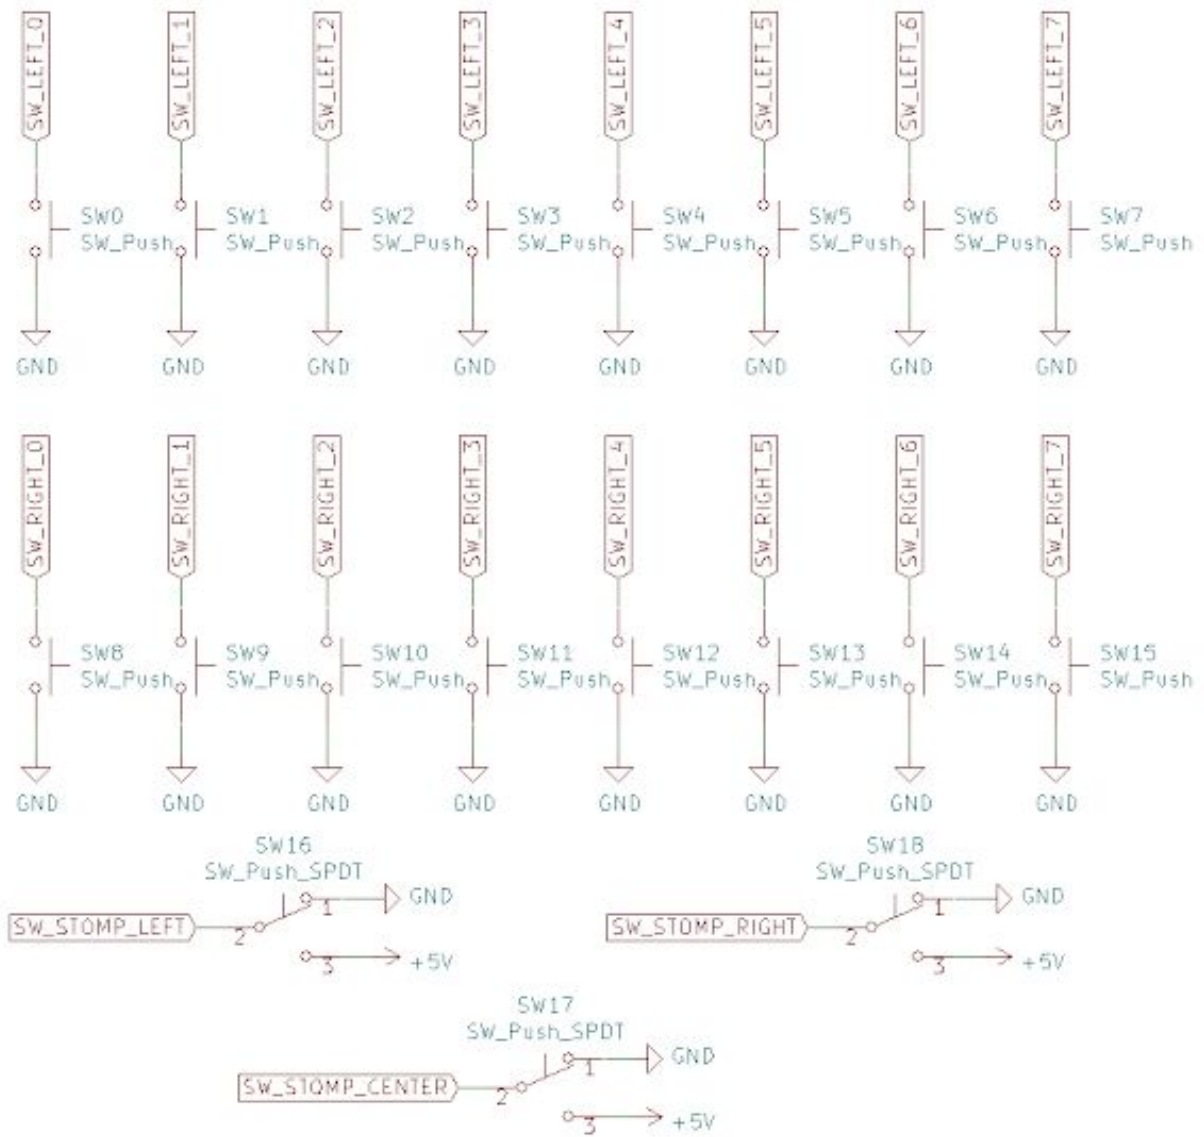 SW_LEFT_0 SW_LEFT_1 SW_LEFT_2 SW_LEFT_3 SW_LEFT_4 SW_LEFT_5 SW_LEFT_6 SW_LEFT_7
SW0 SW1 SW2 SW3 SW4 SW5 SW6 SW7
SW_Push SW_Push SW_Push SW_Push SW_Push SW_Push SW_Push SW_Push
GND GND GND GND GND GND GND GND
SW_RIGHT_0 SW_RIGHT_1 SW_RIGHT_2 SW_RIGHT_3 SW_RIGHT_4 SW_RIGHT_5 SW_RIGHT_6 SW_RIGHT_7
SW8 SW9 SW10 SW11 SW12 SW13 SW14 SW15
SW_Push SW_Push SW_Push SW_Push SW_Push SW_Push SW_Push SW_Push
GND GND GND GND GND GND GND GND
SW16 SW18
SW_Push_SPDT SW_Push_SPDT
1 GND 1 GND
SW_STOMP_LEFT 2 SW_STOMP_RIGHT 2
3 +5V 3 +5V
SW17
SW_Push_SPDT
1 GND
SW_STOMP_CENTER 2
3 +5V